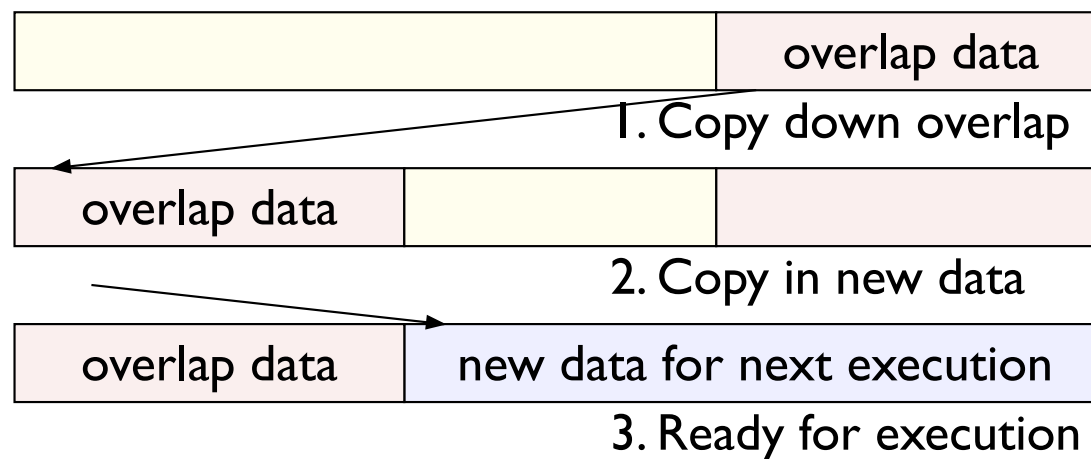 overlap data
1. Copy down overlap
overlap data
2. Copy in new data
overlap data new data for next execution
3. Ready for execution